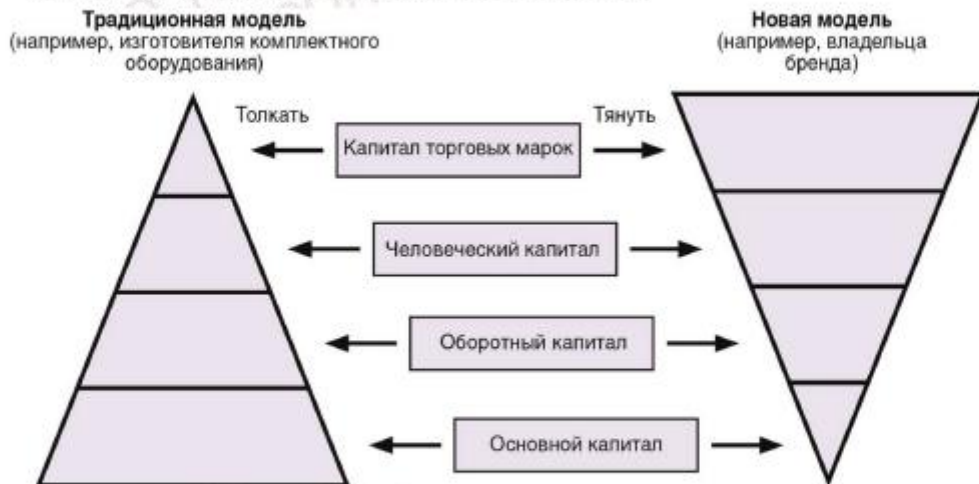 Традиционная модель
(например, изготовителя комплектного
оборудования)
Новая модель
(например, владельца
бренда)
Толкать
Тянуть
Капитал торговых марок
Человеческий капитал
Оборотный капитал
Основной капитал